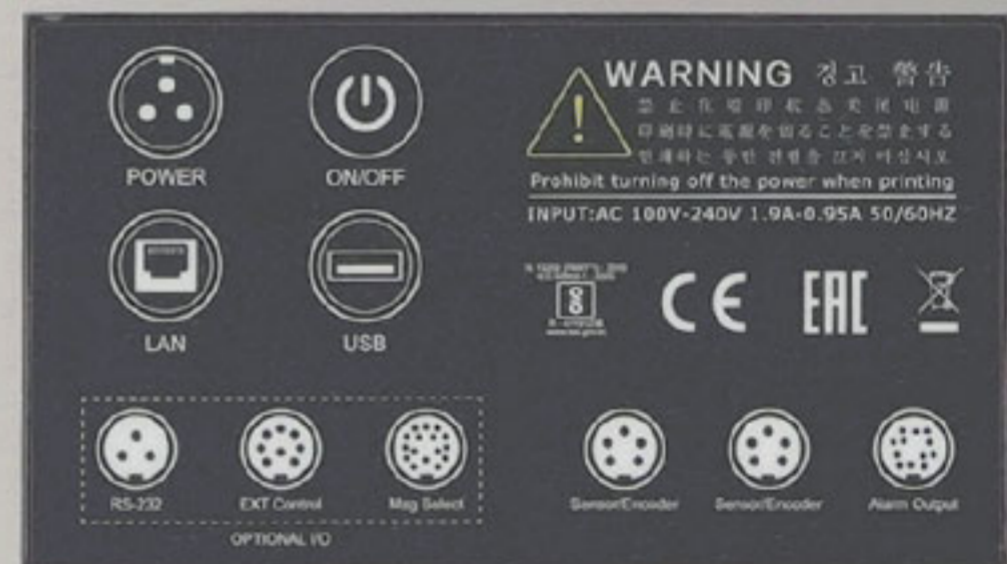 POWER
ON/OFF
WARNING 경고 警告
印刷時に電源を切ることを禁止する
Prohibit turning off the power when printing
INPUT:AC 100V-240V 1.9A-0.95A 50/60HZ
LAN
USB
CE
EAC
RS-232
EXT Control
Msg Select
OPTIONAL I/O
Sensor/Encoder
Sensor/Encoder
Alarm Output